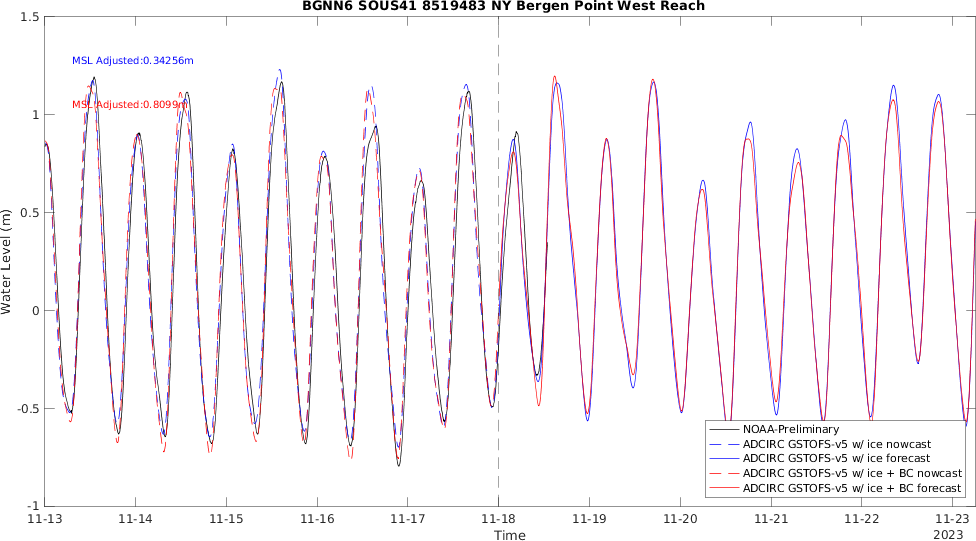 BGNN6 SOUS41 8519483 NY Bergen Point West Reach
1.5
1
0.5
0
-0.5
-1
Water Level (m)
MSL Adjusted:0.34256m
MSL Adjusted:0.8099m
NOAA-Preliminary
ADCIRC GSTOFS-v5 w/ ice nowcast
ADCIRC GSTOFS-v5 w/ ice forecast
ADCIRC GSTOFS-v5 w/ ice + BC nowcast
ADCIRC GSTOFS-v5 w/ ice + BC forecast
11-13 11-14 11-15 11-16 11-17 11-18 11-19 11-20 11-21 11-22 11-23
Time
2023